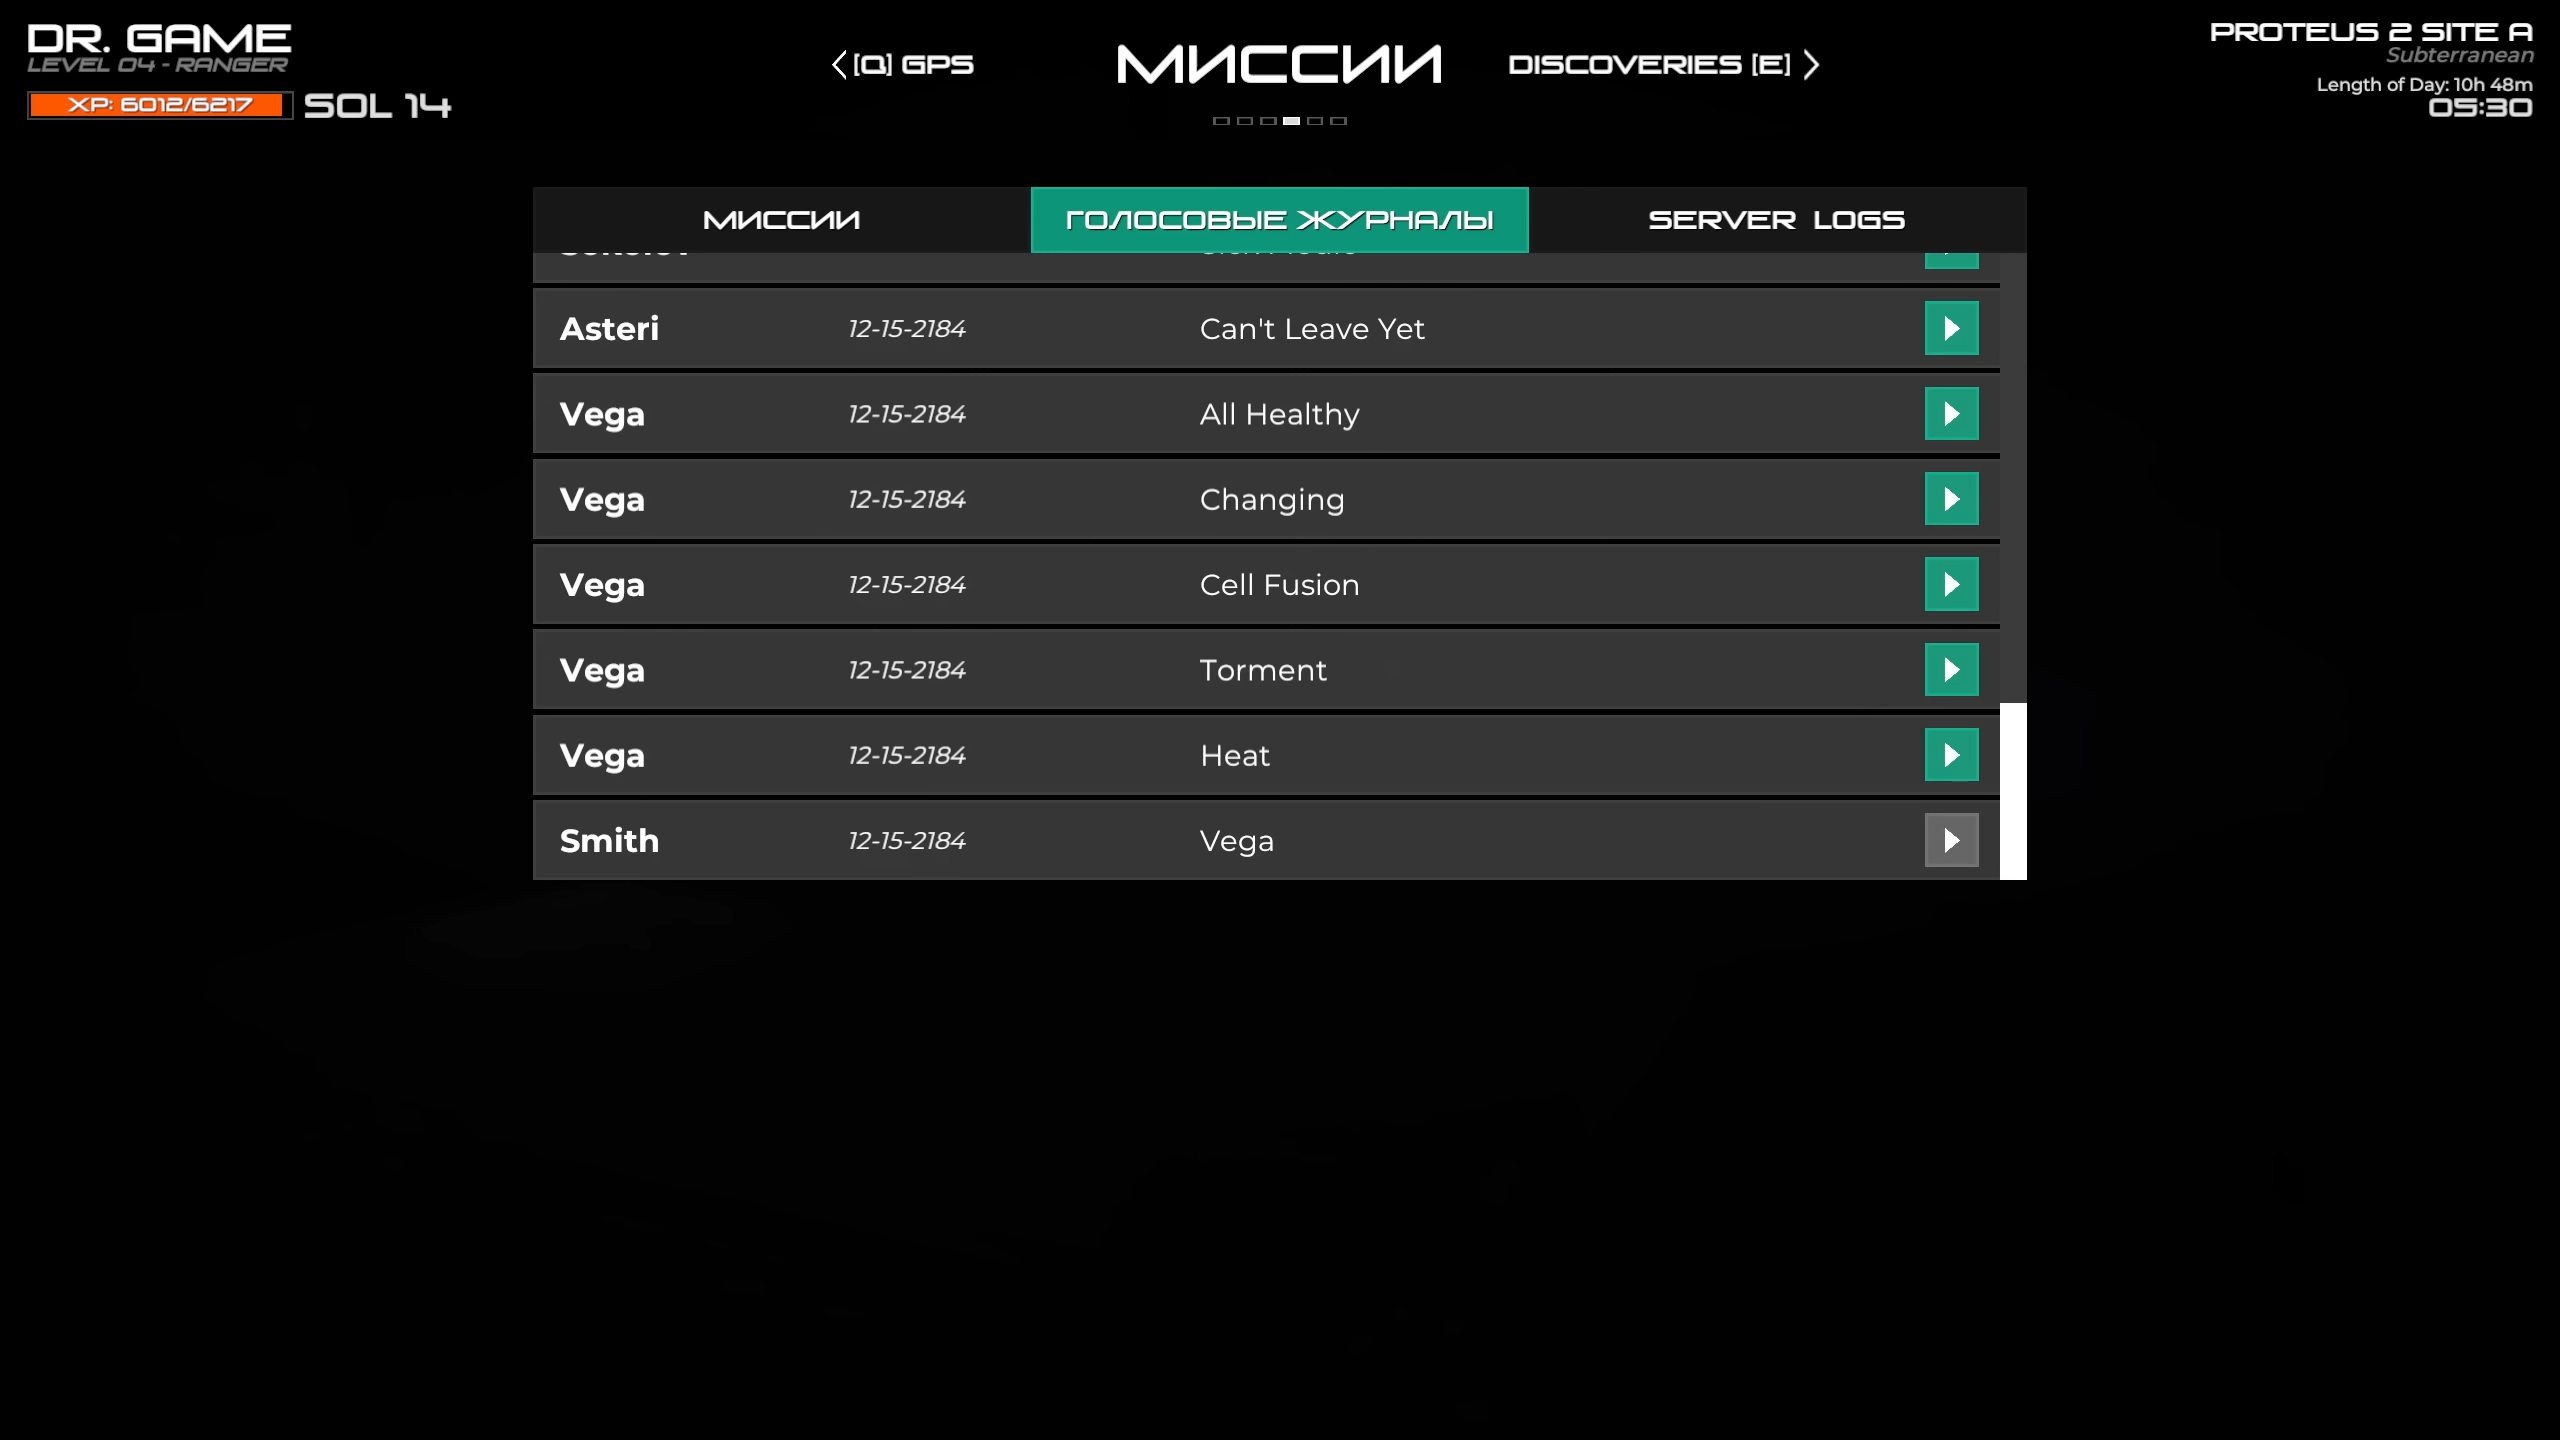 DR. GAME
LEVEL 04 - RANGER
XP: 6012/6217 SOL 14
[Q] GPS
МИССИИ
DISCOVERIES [E]
PROTEUS 2 SITE A
Subterranean
Length of Day: 10h 48m
05:30
МИССИИ ГОЛОСОВЫЕ ЖУРНАЛЫ SERVER LOGS
Asteri 12-15-2184 Can't Leave Yet
Vega 12-15-2184 All Healthy
Vega 12-15-2184 Changing
Vega 12-15-2184 Cell Fusion
Vega 12-15-2184 Torment
Vega 12-15-2184 Heat
Smith 12-15-2184 Vega